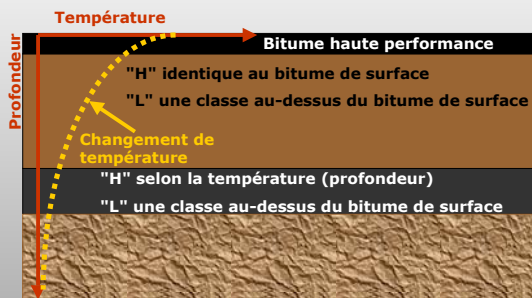 Température
Profondeur
Bitume haute performance
"H" identique au bitume de surface
"L" une classe au-dessus du bitume de surface
Changement de
température
"H" selon la température (profondeur)
"L" une classe au-dessus du bitume de surface